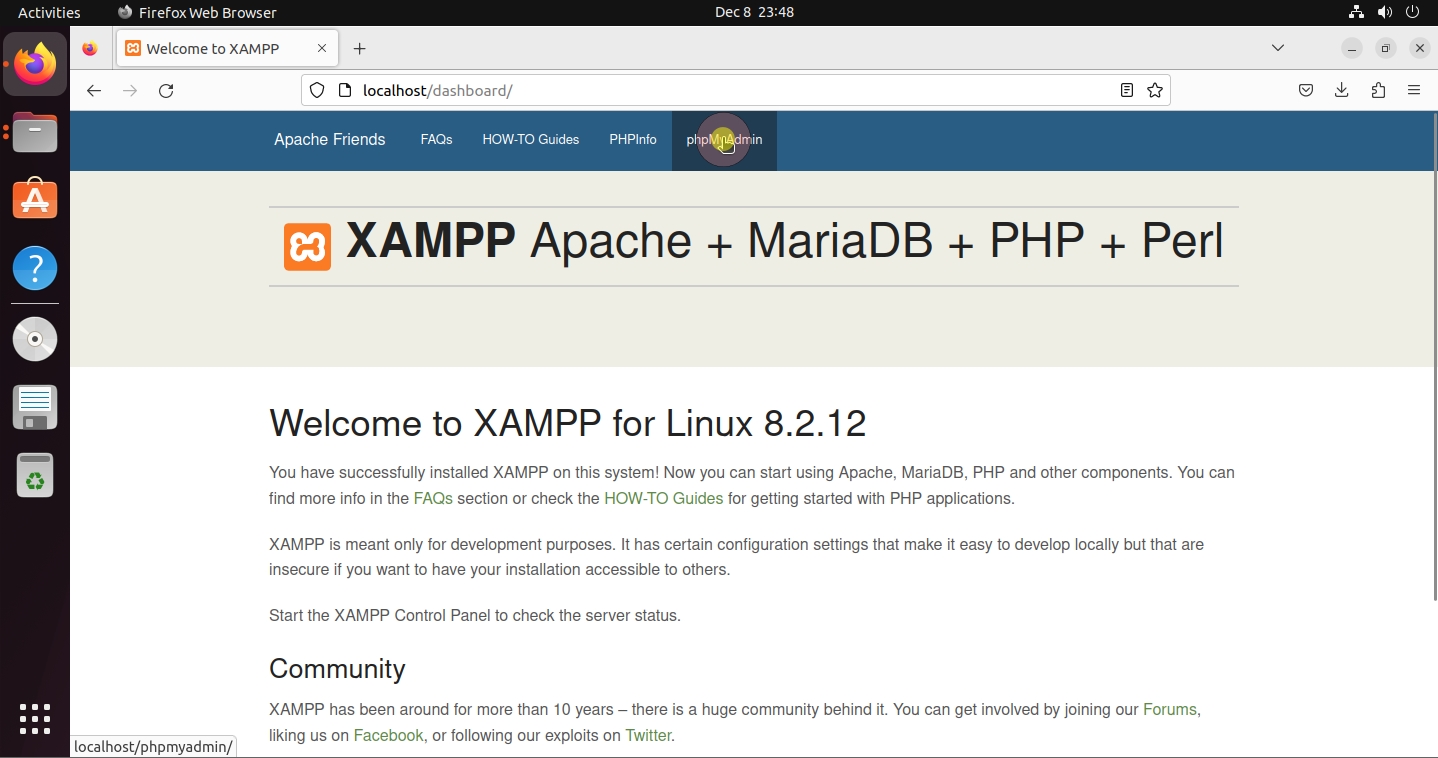 Activities Firefox Web Browser Dec 8 23:48
Welcome to XAMPP
localhost/dashboard/
Apache Friends FAQs HOW-TO Guides PHPInfo phpMyAdmin
XAMPP Apache + MariaDB + PHP + Perl
Welcome to XAMPP for Linux 8.2.12
You have successfully installed XAMPP on this system! Now you can start using Apache, MariaDB, PHP and other components. You can
find more info in the FAQs section or check the HOW-TO Guides for getting started with PHP applications.
XAMPP is meant only for development purposes. It has certain configuration settings that make it easy to develop locally but that are
insecure if you want to have your installation accessible to others.
Start the XAMPP Control Panel to check the server status.
Community
XAMPP has been around for more than 10 years – there is a huge community behind it. You can get involved by joining our Forums,
liking us on Facebook, or following our exploits on Twitter.
localhost/phpmyadmin/